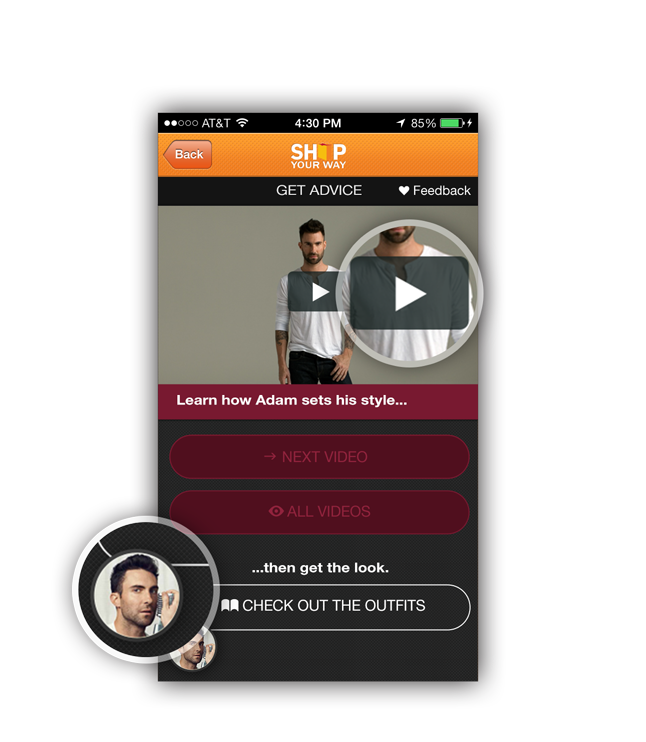 AT&T 4:30 PM 85%
Back
SHOP
YOUR WAY
GET ADVICE Feedback
Learn how Adam sets his style...
→ NEXT VIDEO
ALL VIDEOS
...then get the look.
CHECK OUT THE OUTFITS